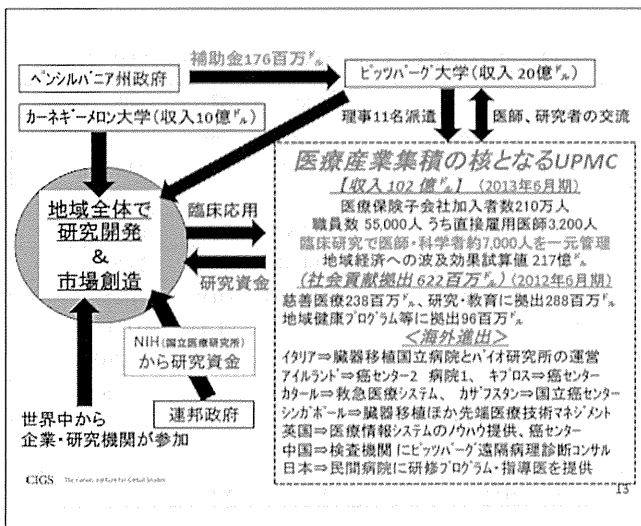 補助金176百万㌦
ペンシルバニア州政府
ピッツバーグ大学(収入20億㌦)
カーネギーメロン大学(収入10億㌦)
理事11名派遣
医師、研究者の交流
医療産業集積の核となるUPMC
【収入102億㌦】(2013年6月期)
医療保険子会社加入者数210万人
職員数 55,000人 うち直接雇用医師3,200人
臨床研究で医師・科学者約7,000人を一元管理
地域経済への波及効果試算値 217億㌦
(社会貢献拠出622百万㌦)(2012年6月期)
慈善医療238百万㌦、研究・教育に拠出288百万㌦
地域健康プログラム等に拠出96百万㌦
<海外進出>
イタリア⇒臓器移植国立病院とバイオ研究所の運営
アイルランド⇒癌センター2 病院1、 キプロス⇒癌センター
カタール⇒救急医療システム、 カザフスタン⇒国立癌センター
シンガポール⇒臓器移植ほか先端医療技術マネジメント
英国⇒医療情報システムのノウハウ提供、癌センター
中国⇒検査機関にピッツバーグ遠隔病理診断コンサル
日本⇒民間病院に研修プログラム・指導医を提供
地域全体で
研究開発
&
市場創造
臨床応用
研究資金
NIH(国立医療研究所)
から研究資金
連邦政府
世界中から
企業・研究機関が参加
CIGS The Canon Institute for Global Studies
13